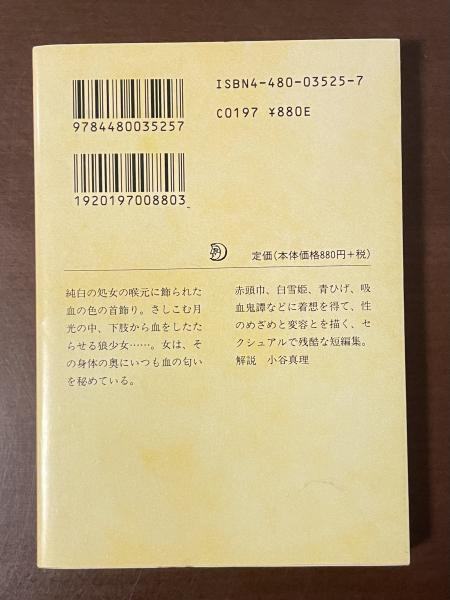 ISBN4-480-03525-7
9784480035257
C0197 ¥880E
1920197008803
定価(本体価格880円+税)
純白の処女の喉元に飾られた
血の色の首飾り。さしこむ月
光の中、下肢から血をしたた
らせる狼少女……。女は、そ
の身体の奥にいつも血の匂い
を秘めている。
赤頭巾、白雪姫、青ひげ、吸
血鬼譚などに着想を得て、性
のめざめと変容とを描く、セ
クシュアルで残酷な短編集。
解説 小谷真理